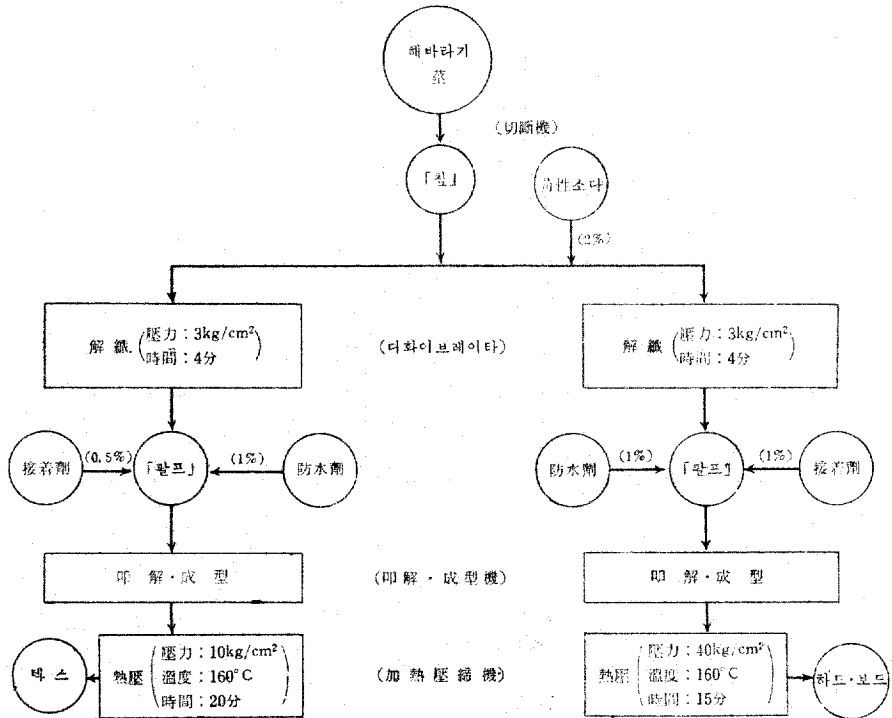 해바라기
莖
(切斷機)
「칩」
苛性소다
(2%)
解 纖 (壓力 : 3kg/cm²
時間 : 4分)
(디화이브레이타)
解 纖 (壓力 : 3kg/cm²
時間 : 4分)
接着劑
(0.5%)
「팔프」
(1%)
防水劑
防水劑
(1%)
「팔프」
(1%)
接着劑
叩 解 · 成 型
(叩解 · 成型機)
叩 解 · 成 型
텍 스
熱壓 (壓力 : 10kg/cm²
溫度 : 160°C
時間 : 20分)
(加熱壓縮機)
熱壓 (壓力 : 40kg/cm²
溫度 : 160°C
時間 : 15分)
하드·보드